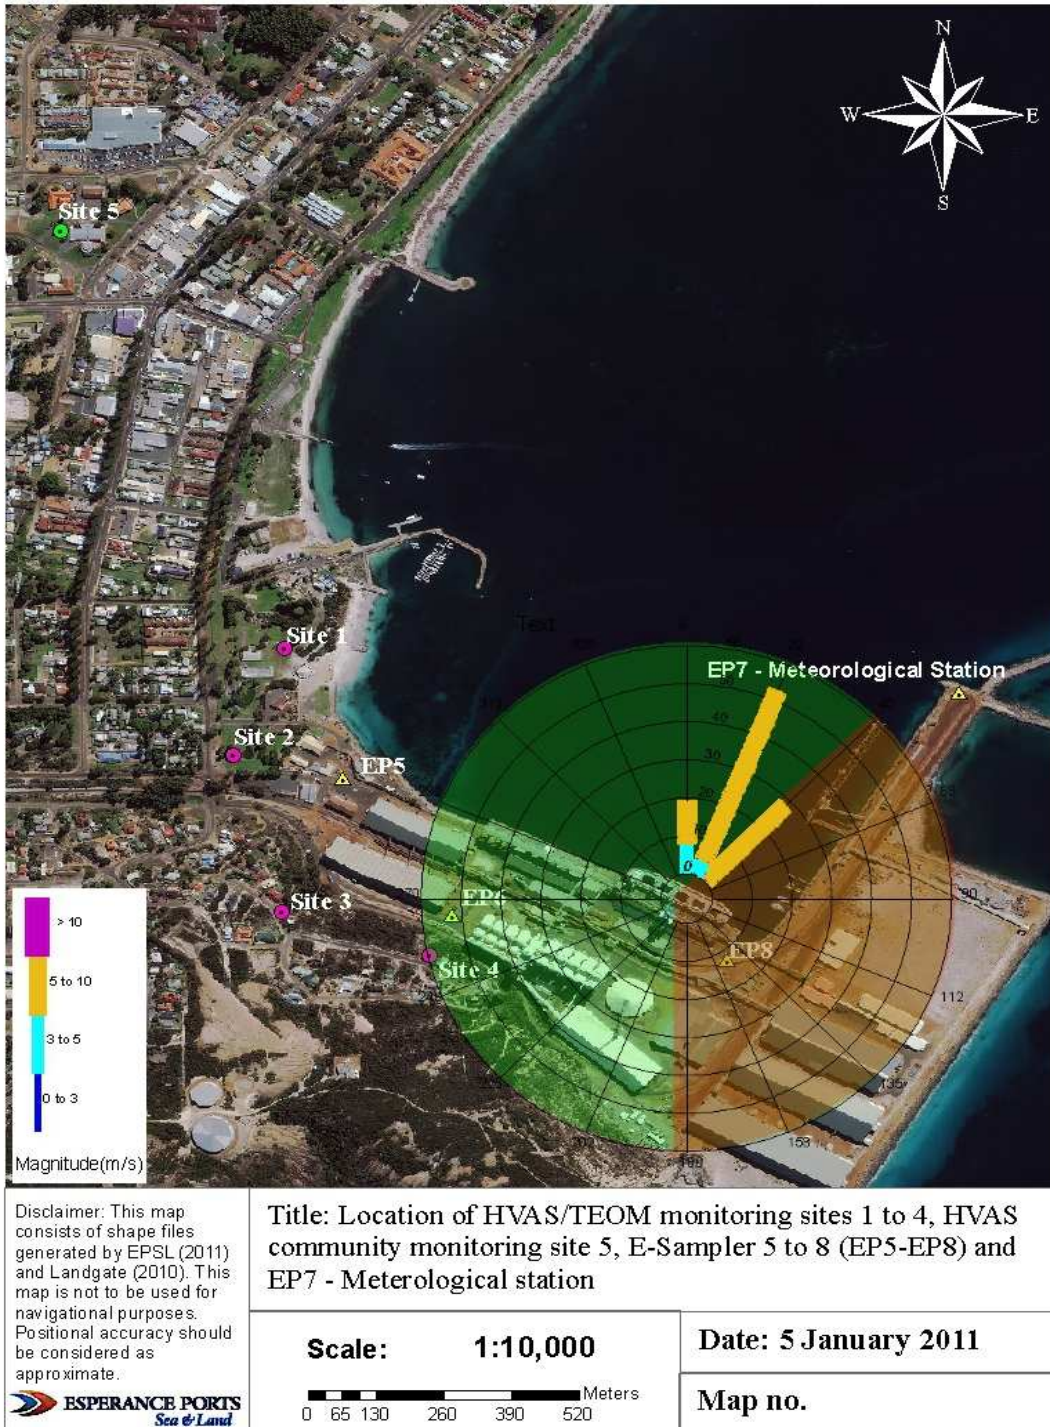 N
W
E
S
Site 5
Text
Site 1
EP7 - Meteorological Station
Site 2
EP5
40
30
20
0
90
Site 3
EP6
EP8
Site 4
112
135
153
180
> 10
5 to 10
3 to 5
0 to 3
Magnitude(m/s)
Disclaimer: This map
consists of shape files
generated by EPSL (2011)
and Landgate (2010). This
map is not to be used for
navigational purposes.
Positional accuracy should
be considered as
approximate.
ESPERANCE PORTS
Sea & Land
Title: Location of HVAS/TEOM monitoring sites 1 to 4, HVAS
community monitoring site 5, E-Sampler 5 to 8 (EP5-EP8) and
EP7 - Meterological station
Scale: 1:10,000
Meters
0 65 130 260 390 520
Date: 5 January 2011
Map no.